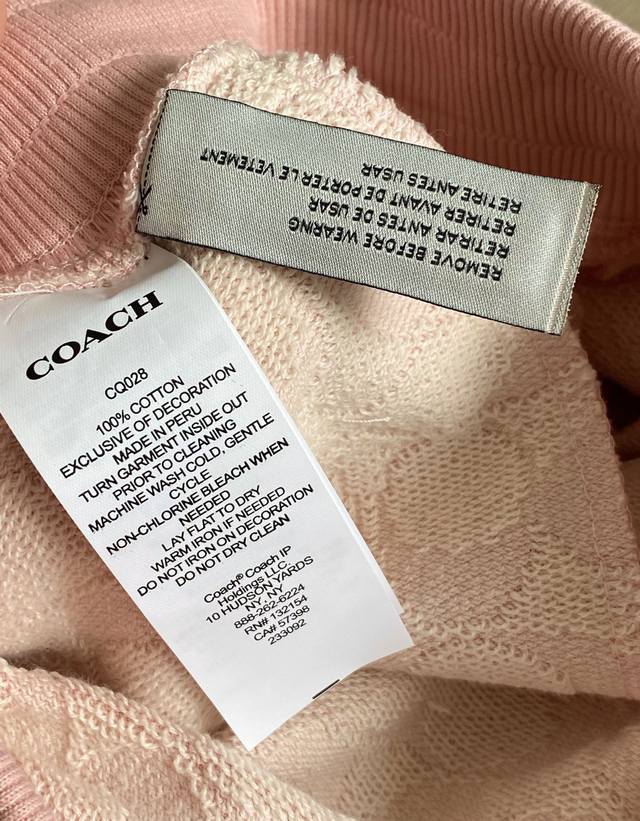 REMOVE BEFORE WEARING
RETIRAR ANTES DE USAR
RETIRER AVANT DE PORTER LE VETEMENT
RETIRE ANTES USAR
COACH
CQ028
100% COTTON
EXCLUSIVE OF DECORATION
MADE IN PERU
TURN GARMENT INSIDE OUT
PRIOR TO CLEANING
MACHINE WASH COLD, GENTLE
CYCLE
NON-CHLORINE BLEACH WHEN
NEEDED
LAY FLAT TO DRY
WARM IRON IF NEEDED
DO NOT IRON ON DECORATION
DO NOT DRY CLEAN
Coach® Coach IP
Holdings LLC.
10 HUDSON YARDS
NY, NY
888-262-6224
RN# 132154
CA# 57398
233092